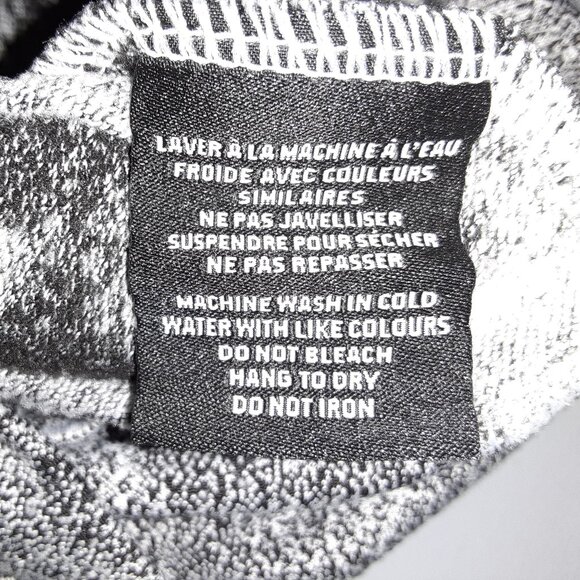 LAVER À LA MACHINE À L'EAU
FROIDE AVEC COULEURS
SIMILAIRES
NE PAS JAVELLISER
SUSPENDRE POUR SÉCHER
NE PAS REPASSER
MACHINE WASH IN COLD
WATER WITH LIKE COLOURS
DO NOT BLEACH
HANG TO DRY
DO NOT IRON